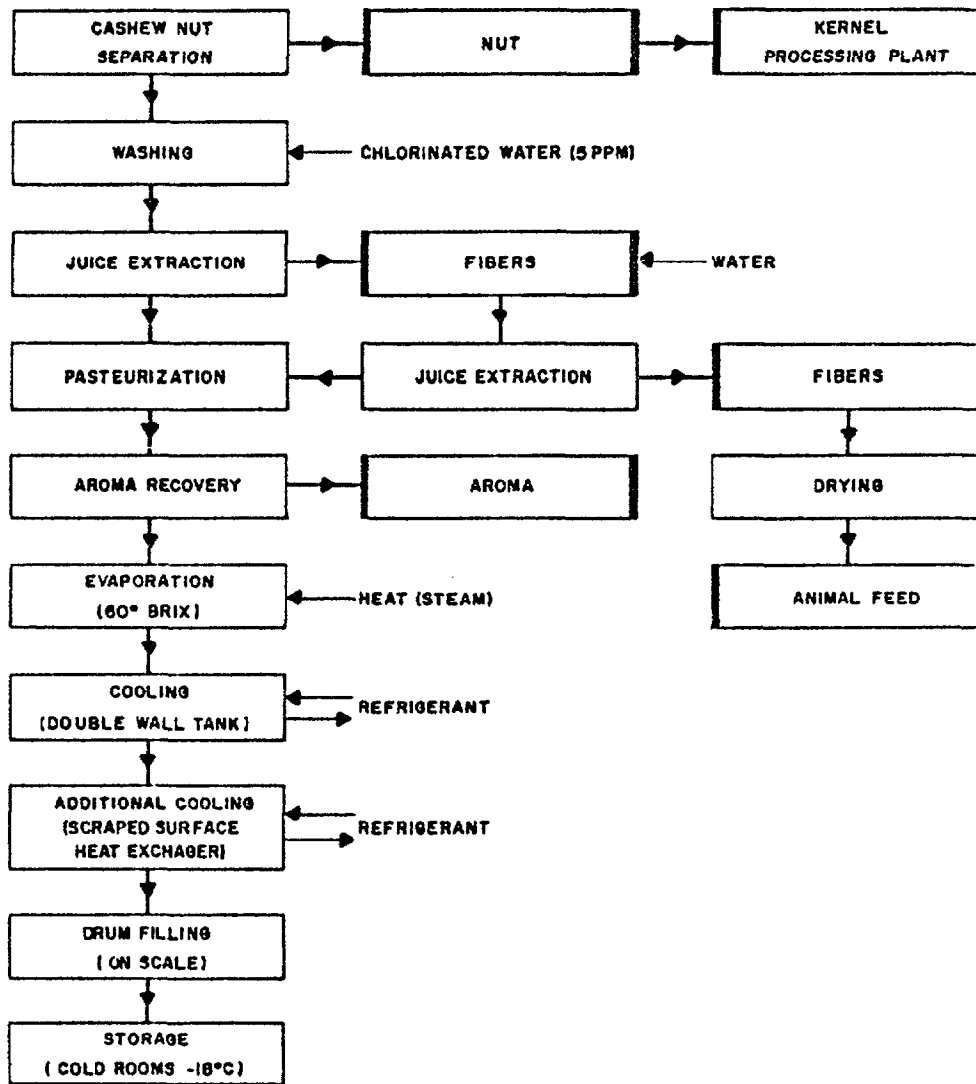 CASHEW NUT
SEPARATION
NUT
KERNEL
PROCESSING PLANT
WASHING
CHLORINATED WATER (5 PPM)
JUICE EXTRACTION
FIBERS
WATER
PASTEURIZATION
JUICE EXTRACTION
FIBERS
AROMA RECOVERY
AROMA
DRYING
EVAPORATION
(60° BRIX)
HEAT (STEAM)
ANIMAL FEED
COOLING
(DOUBLE WALL TANK)
REFRIGERANT
ADDITIONAL COOLING
(SCRAPED SURFACE
HEAT EXCHAGER)
REFRIGERANT
DRUM FILLING
(ON SCALE)
STORAGE
(COLD ROOMS -18°C)